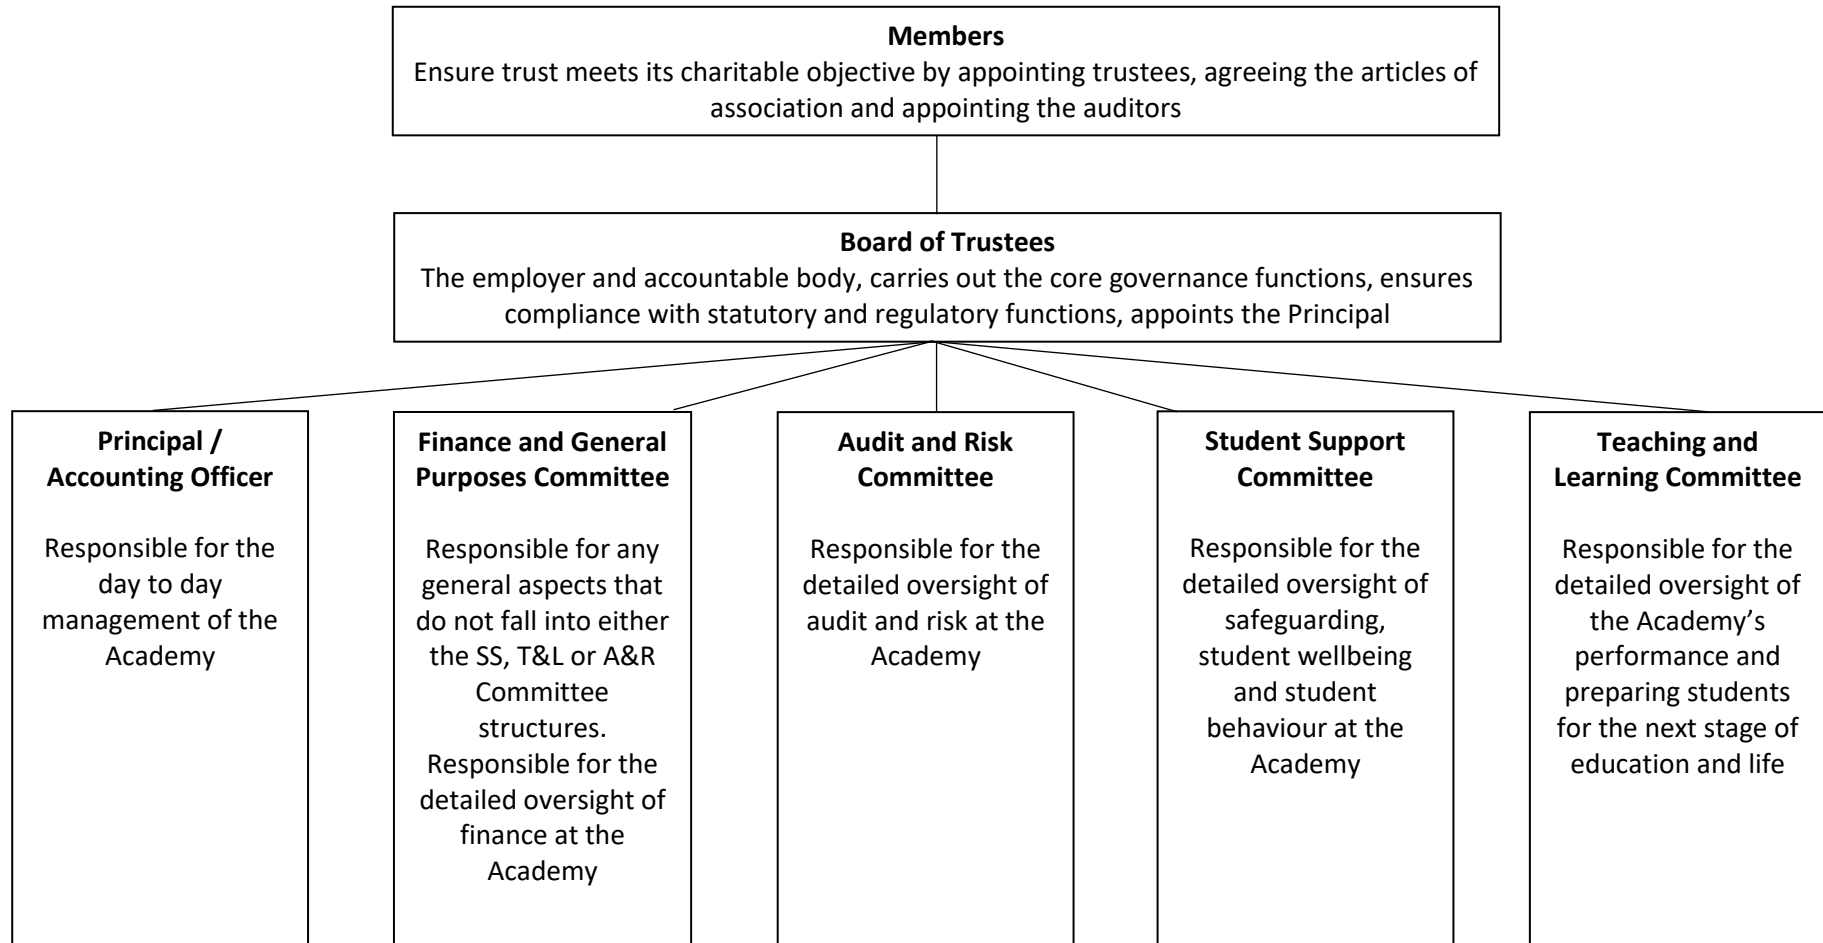 Members
Ensure trust meets its charitable objective by appointing trustees, agreeing the articles of
association and appointing the auditors
Board of Trustees
The employer and accountable body, carries out the core governance functions, ensures
compliance with statutory and regulatory functions, appoints the Principal
Principal /
Accounting Officer
Responsible for the
day to day
management of the
Academy
Finance and General
Purposes Committee
Responsible for any
general aspects that
do not fall into either
the SS, T&L or A&R
Committee
structures.
Responsible for the
detailed oversight of
finance at the
Academy
Audit and Risk
Committee
Responsible for the
detailed oversight of
audit and risk at the
Academy
Student Support
Committee
Responsible for the
detailed oversight of
safeguarding,
student wellbeing
and student
behaviour at the
Academy
Teaching and
Learning Committee
Responsible for the
detailed oversight of
the Academy’s
performance and
preparing students
for the next stage of
education and life